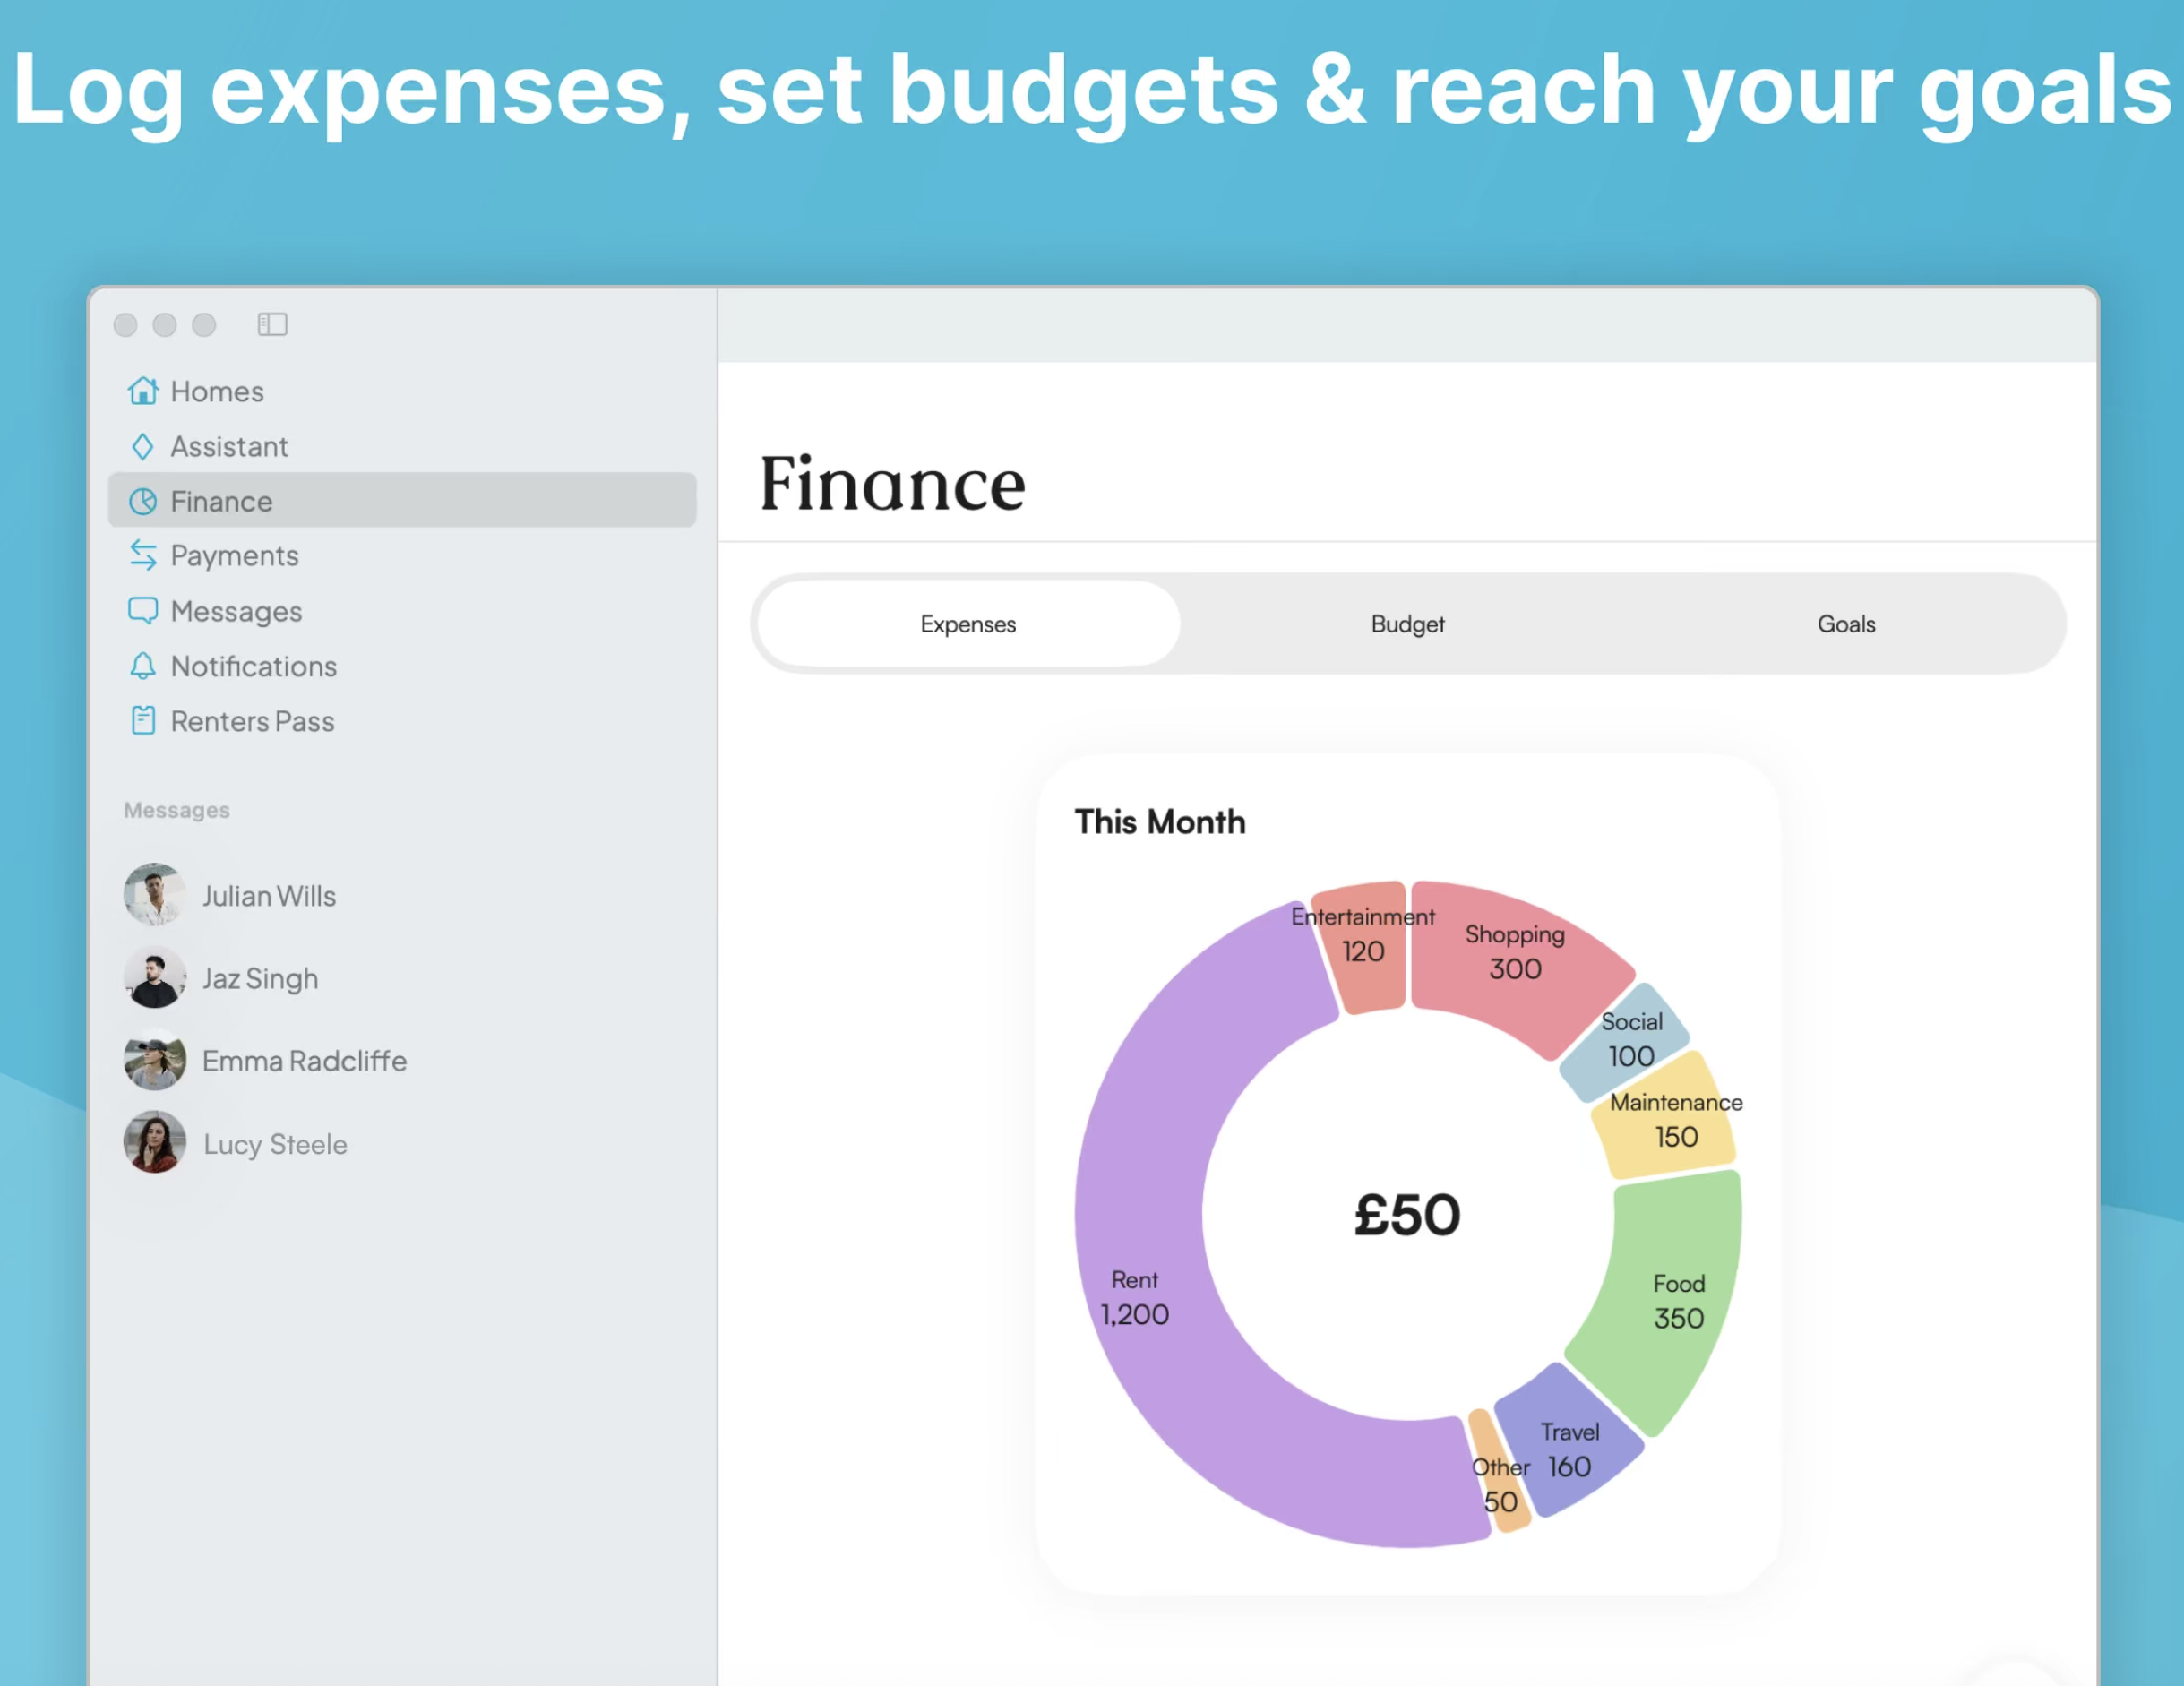 Log expenses, set budgets & reach your goals
Homes
Assistant
Finance
Payments
Messages
Notifications
Renters Pass
Messages
Julian Wills
Jaz Singh
Emma Radcliffe
Lucy Steele
Finance
Expenses
Budget
Goals
This Month
Entertainment
120
Shopping
300
Social
100
Maintenance
150
£50
Food
350
Rent
1,200
Travel
160
Other
50